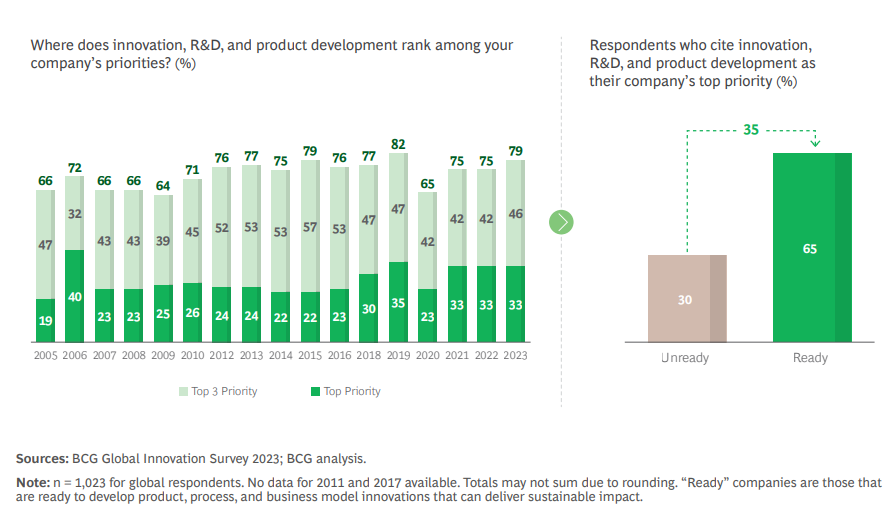 Where does innovation, R&D, and product development rank among your
company's priorities? (%)
66 72 66 66 64 71 76 77 75 79 76 77 82 65 75 75 79
47 32 43 43 39 45 52 53 53 57 53 47 47 42 42 42 46
19 40 23 23 25 26 24 24 22 22 23 30 35 23 33 33 33
2005 2006 2007 2008 2009 2010 2012 2013 2014 2015 2016 2018 2019 2020 2021 2022 2023
Top 3 Priority Top Priority
Respondents who cite innovation,
R&D, and product development as
their company's top priority (%)
35
30 65
Unready Ready
Sources: BCG Global Innovation Survey 2023; BCG analysis.
Note: n = 1,023 for global respondents. No data for 2011 and 2017 available. Totals may not sum due to rounding. “Ready” companies are those that
are ready to develop product, process, and business model innovations that can deliver sustainable impact.